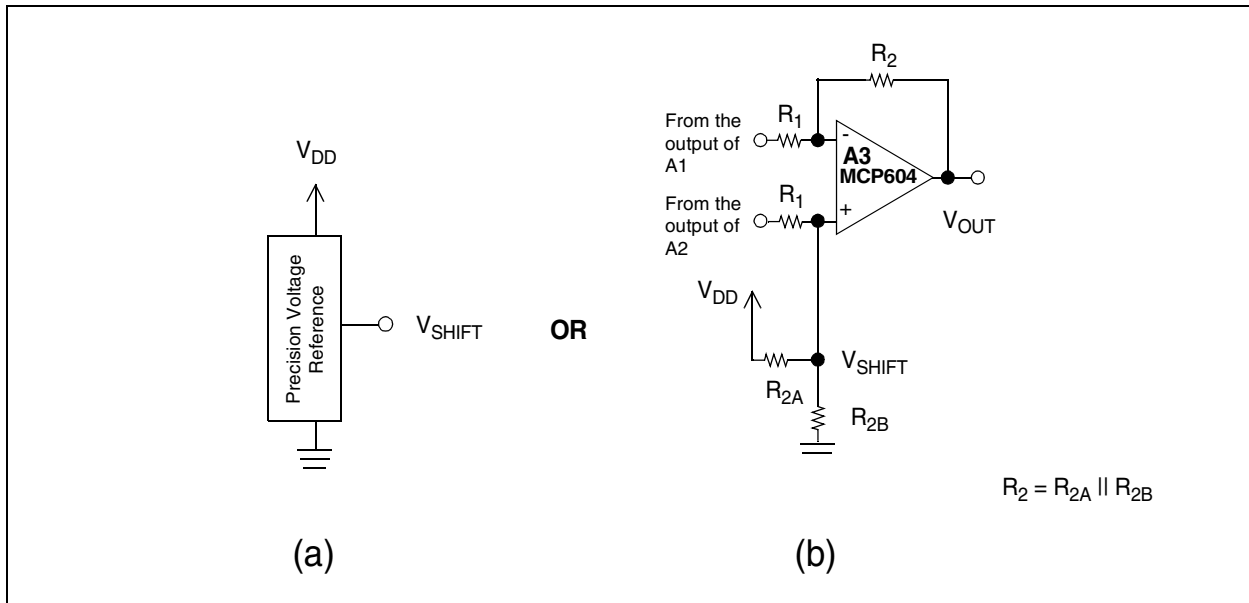 V_DD
Precision Voltage
Reference
V_SHIFT
(a)
OR
R_2
From the
output of
A1
R_1
-
A3
MCP604
From the
output of
A2
R_1
+
V_OUT
V_DD
V_SHIFT
R_2A
R_2B
R_2 = R_2A || R_2B
(b)